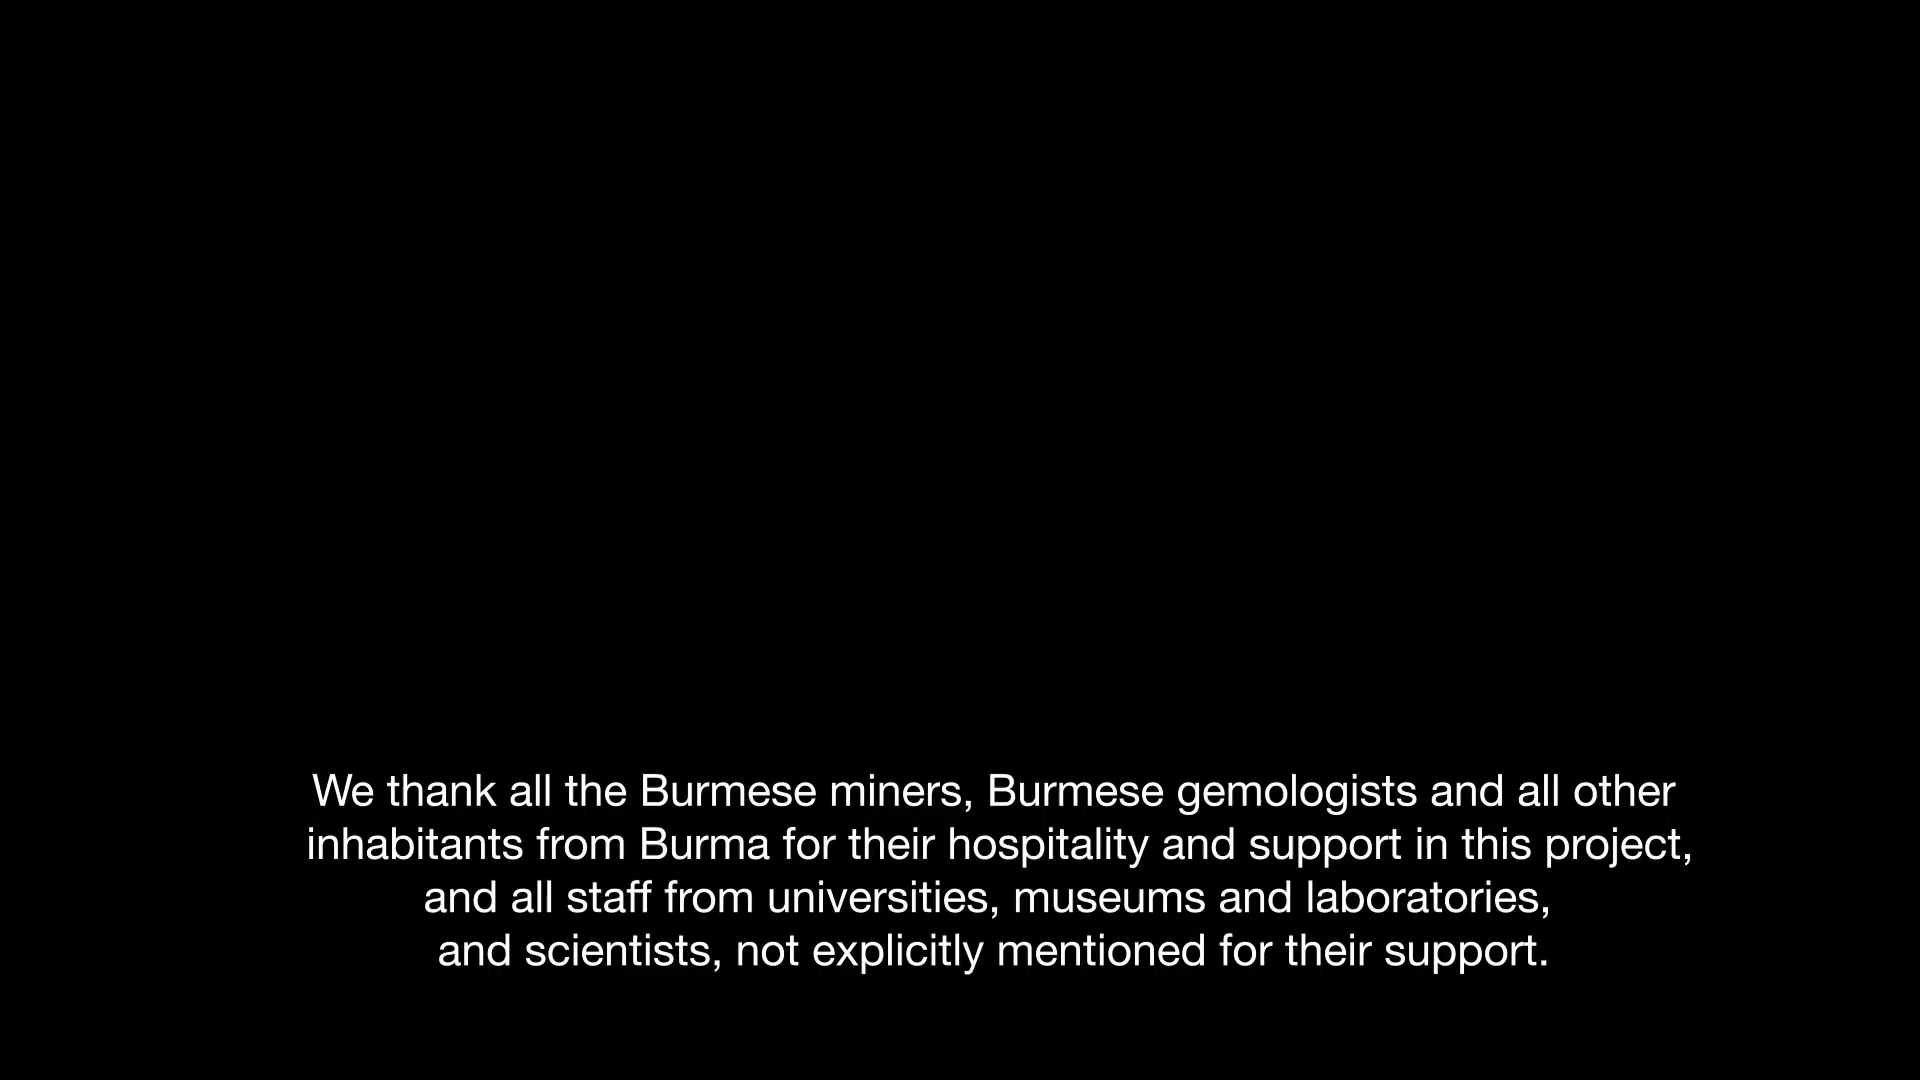 We thank all the Burmese miners, Burmese gemologists and all other
inhabitants from Burma for their hospitality and support in this project,
and all staff from universities, museums and laboratories,
and scientists, not explicitly mentioned for their support.